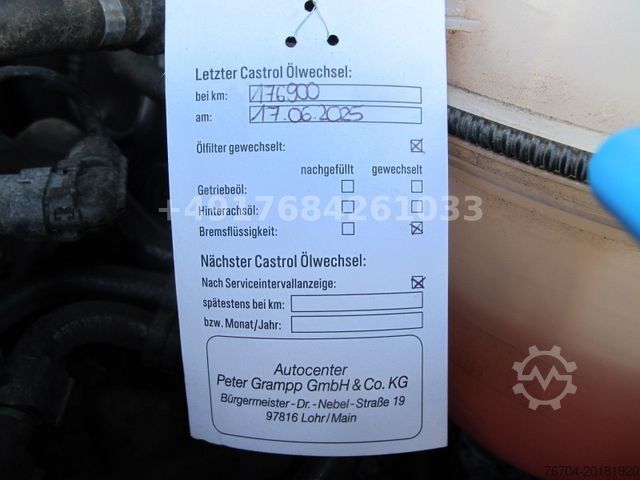 Letzter Castrol Ölwechsel:
bei km: 176900
am: 17.06.2025
Ölfilter gewechselt:
nachgefüllt gewechselt
Getriebeöl:
+4917684261033
Hinterachsöl:
Bremsflüssigkeit:
Nächster Castrol Ölwechsel:
Nach Serviceintervallanzeige:
spätestens bei km:
bzw. Monat/Jahr:
Autocenter
Peter Grampp GmbH & Co. KG
Bürgermeister-Dr.-Nebel-Straße 19
97816 Lohr/Main
76704-20181920